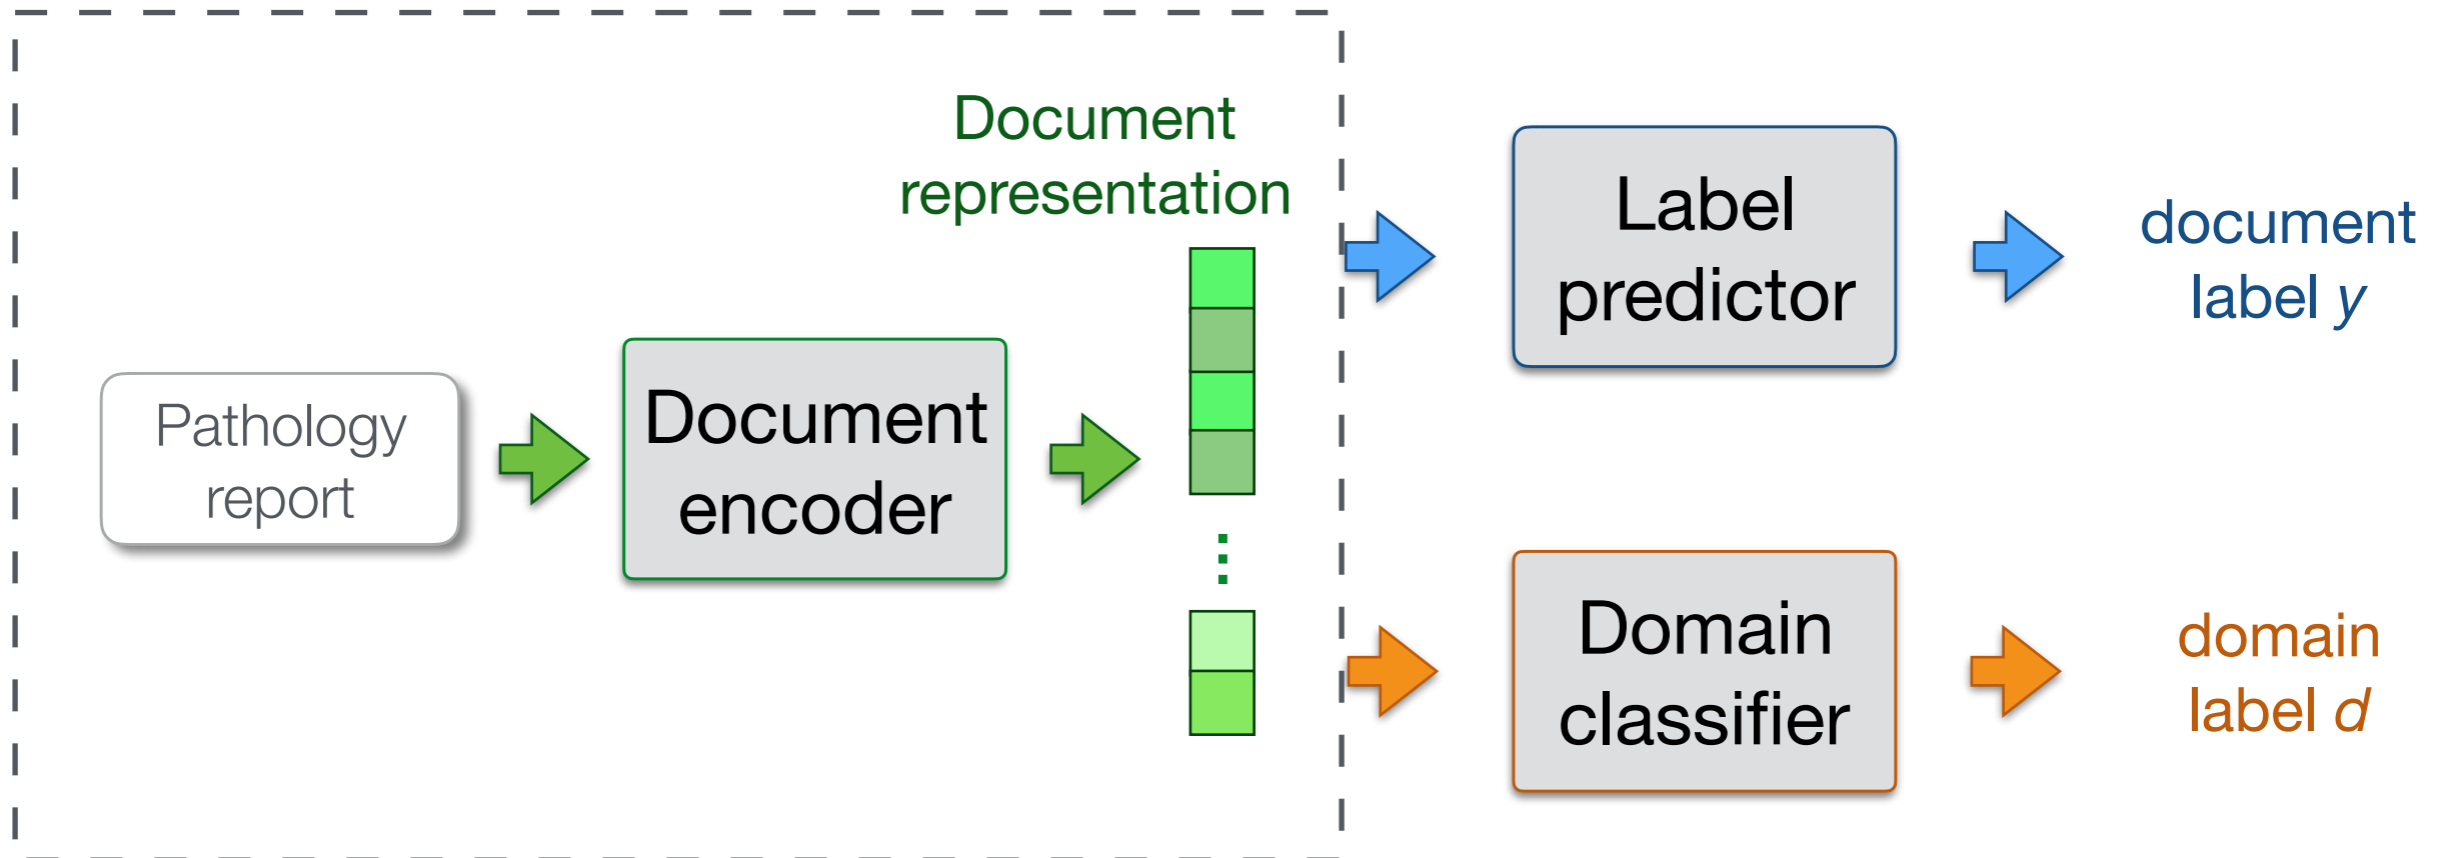 Pathology
report
Document
encoder
Document
representation
Label
predictor
document
label y
Domain
classifier
domain
label d